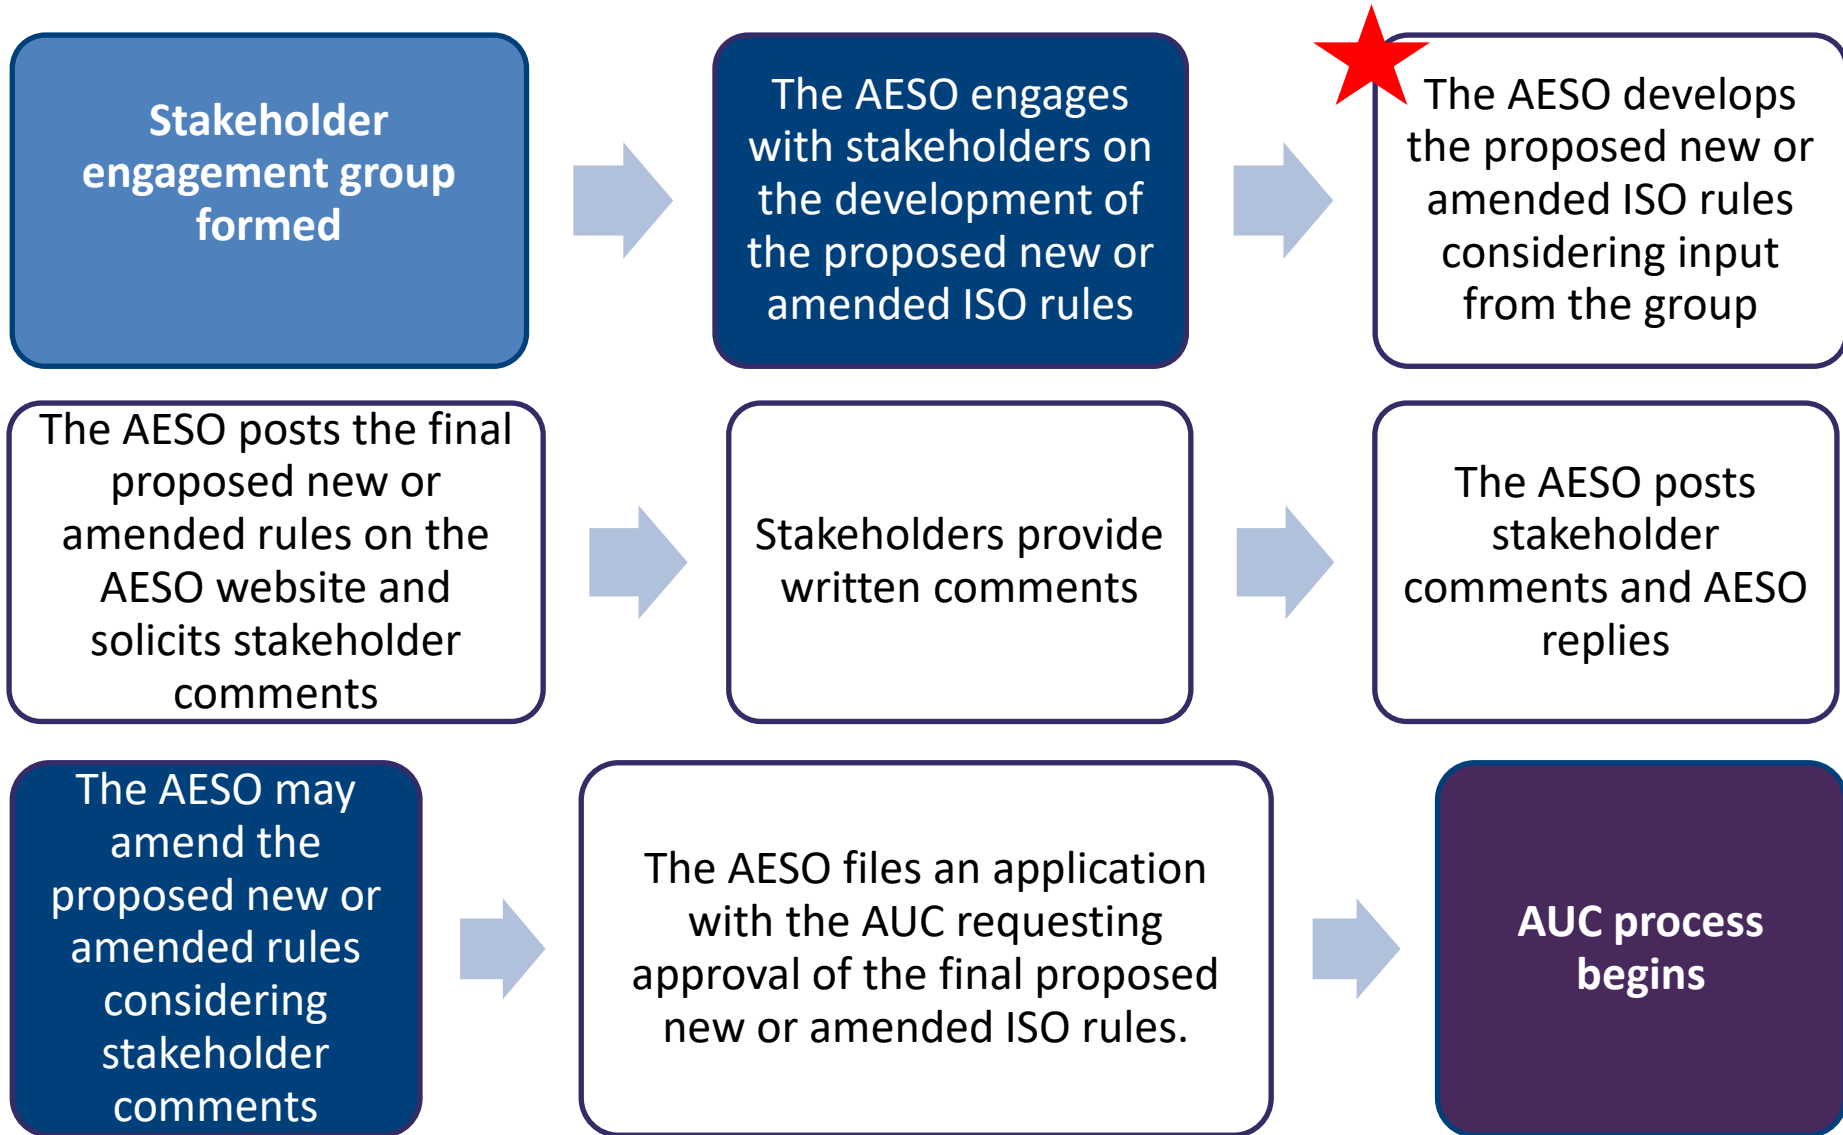 Stakeholder
engagement group
formed
The AESO engages
with stakeholders on
the development of
the proposed new or
amended ISO rules
The AESO develops
the proposed new or
amended ISO rules
considering input
from the group
The AESO posts the final
proposed new or
amended rules on the
AESO website and
solicits stakeholder
comments
Stakeholders provide
written comments
The AESO posts
stakeholder
comments and AESO
replies
The AESO may
amend the
proposed new or
amended rules
considering
stakeholder
comments
The AESO files an application
with the AUC requesting
approval of the final proposed
new or amended ISO rules.
AUC process
begins